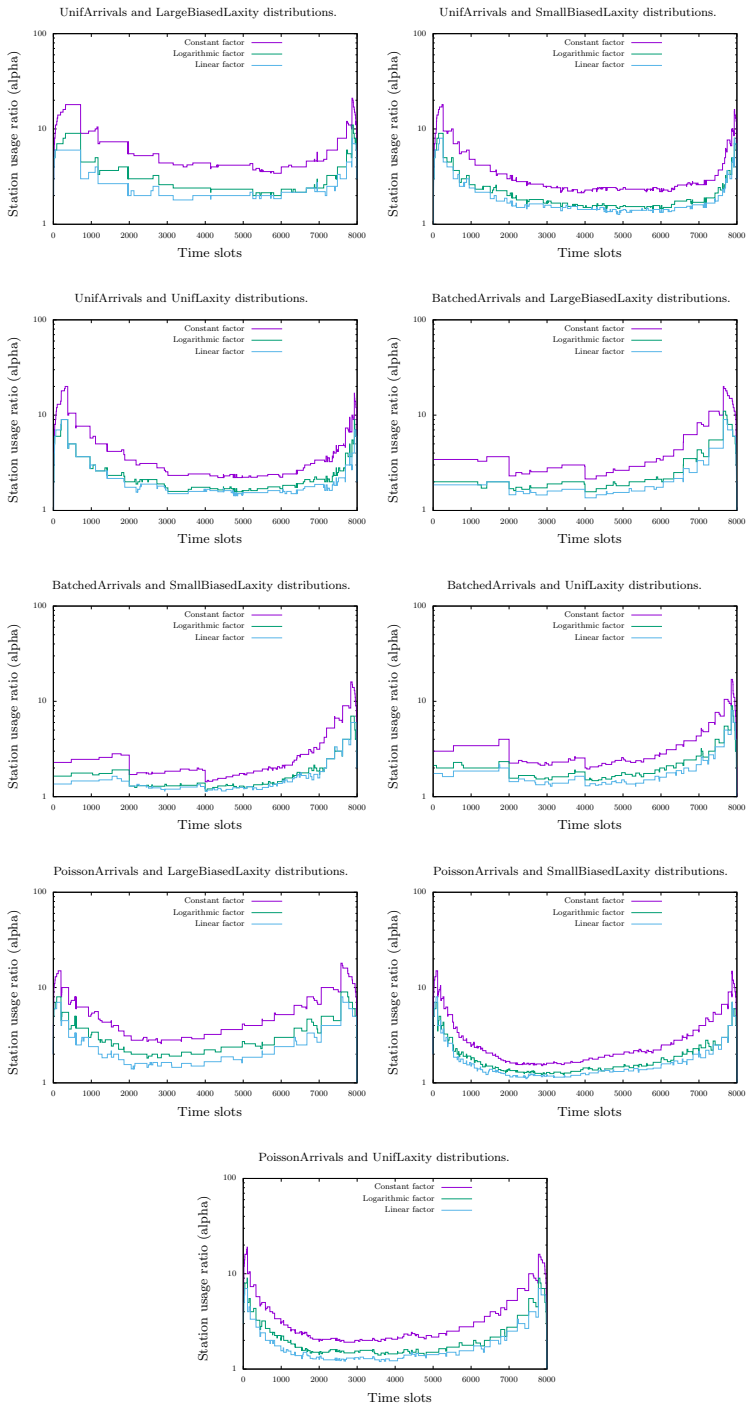 UnifArrivals and LargeBiasedLaxity distributions.
100
10
1
Station usage ratio (alpha)
Constant factor
Logarithmic factor
Linear factor
0 1000 2000 3000 4000 5000 6000 7000 8000
Time slots
UnifArrivals and SmallBiasedLaxity distributions.
100
10
1
Station usage ratio (alpha)
Constant factor
Logarithmic factor
Linear factor
0 1000 2000 3000 4000 5000 6000 7000 8000
Time slots
UnifArrivals and UnifLaxity distributions.
100
10
1
Station usage ratio (alpha)
Constant factor
Logarithmic factor
Linear factor
0 1000 2000 3000 4000 5000 6000 7000 8000
Time slots
BatchedArrivals and LargeBiasedLaxity distributions.
100
10
1
Station usage ratio (alpha)
Constant factor
Logarithmic factor
Linear factor
0 1000 2000 3000 4000 5000 6000 7000 8000
Time slots
BatchedArrivals and SmallBiasedLaxity distributions.
100
10
1
Station usage ratio (alpha)
Constant factor
Logarithmic factor
Linear factor
0 1000 2000 3000 4000 5000 6000 7000 8000
Time slots
BatchedArrivals and UnifLaxity distributions.
100
10
1
Station usage ratio (alpha)
Constant factor
Logarithmic factor
Linear factor
0 1000 2000 3000 4000 5000 6000 7000 8000
Time slots
PoissonArrivals and LargeBiasedLaxity distributions.
100
10
1
Station usage ratio (alpha)
Constant factor
Logarithmic factor
Linear factor
0 1000 2000 3000 4000 5000 6000 7000 8000
Time slots
PoissonArrivals and SmallBiasedLaxity distributions.
100
10
1
Station usage ratio (alpha)
Constant factor
Logarithmic factor
Linear factor
0 1000 2000 3000 4000 5000 6000 7000 8000
Time slots
PoissonArrivals and UnifLaxity distributions.
100
10
1
Station usage ratio (alpha)
Constant factor
Logarithmic factor
Linear factor
0 1000 2000 3000 4000 5000 6000 7000 8000
Time slots